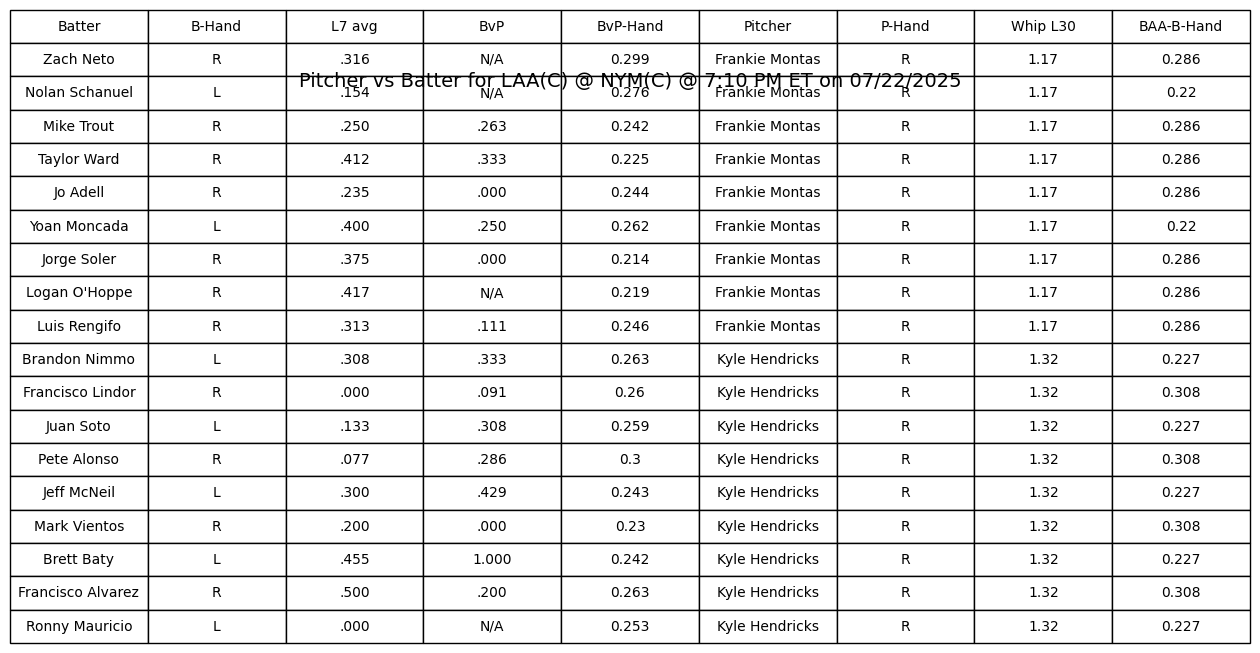 Batter B-Hand L7 avg BvP BvP-Hand Pitcher P-Hand Whip L30 BAA-B-Hand
Zach Neto R .316 N/A 0.299 Frankie Montas R 1.17 0.286
Pitcher vs Batter for LAA(C) @ NYM(C) @ 7:10 PM ET on 07/22/2025
Nolan Schanuel L .154 N/A 0.276 Frankie Montas R 1.17 0.22
Mike Trout R .250 .263 0.242 Frankie Montas R 1.17 0.286
Taylor Ward R .412 .333 0.225 Frankie Montas R 1.17 0.286
Jo Adell R .235 .000 0.244 Frankie Montas R 1.17 0.286
Yoan Moncada L .400 .250 0.262 Frankie Montas R 1.17 0.22
Jorge Soler R .375 .000 0.214 Frankie Montas R 1.17 0.286
Logan O'Hoppe R .417 N/A 0.219 Frankie Montas R 1.17 0.286
Luis Rengifo R .313 .111 0.246 Frankie Montas R 1.17 0.286
Brandon Nimmo L .308 .333 0.263 Kyle Hendricks R 1.32 0.227
Francisco Lindor R .000 .091 0.26 Kyle Hendricks R 1.32 0.308
Juan Soto L .133 .308 0.259 Kyle Hendricks R 1.32 0.227
Pete Alonso R .077 .286 0.3 Kyle Hendricks R 1.32 0.308
Jeff McNeil L .300 .429 0.243 Kyle Hendricks R 1.32 0.227
Mark Vientos R .200 .000 0.23 Kyle Hendricks R 1.32 0.308
Brett Baty L .455 1.000 0.242 Kyle Hendricks R 1.32 0.227
Francisco Alvarez R .500 .200 0.263 Kyle Hendricks R 1.32 0.308
Ronny Mauricio L .000 N/A 0.253 Kyle Hendricks R 1.32 0.227